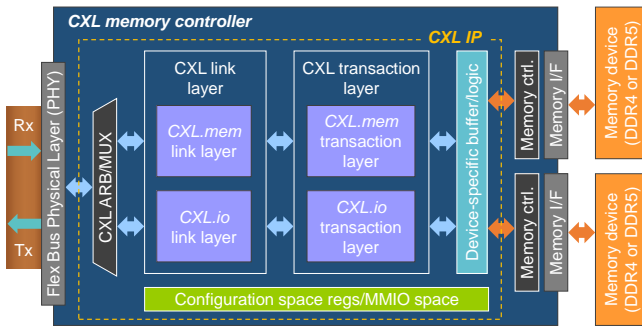 CXL memory controller
CXL IP
Rx
Tx
Flex Bus Physical Layer (PHY)
CXL ARB/MUX
CXL link
layer
CXL.mem
link layer
CXL.io
link layer
CXL transaction
layer
CXL.mem
transaction
layer
CXL.io
transaction
layer
Device-specific buffer/logic
Configuration space regs/MMIO space
Memory ctrl.
Memory I/F
Memory device
(DDR4 or DDR5)
Memory ctrl.
Memory I/F
Memory device
(DDR4 or DDR5)